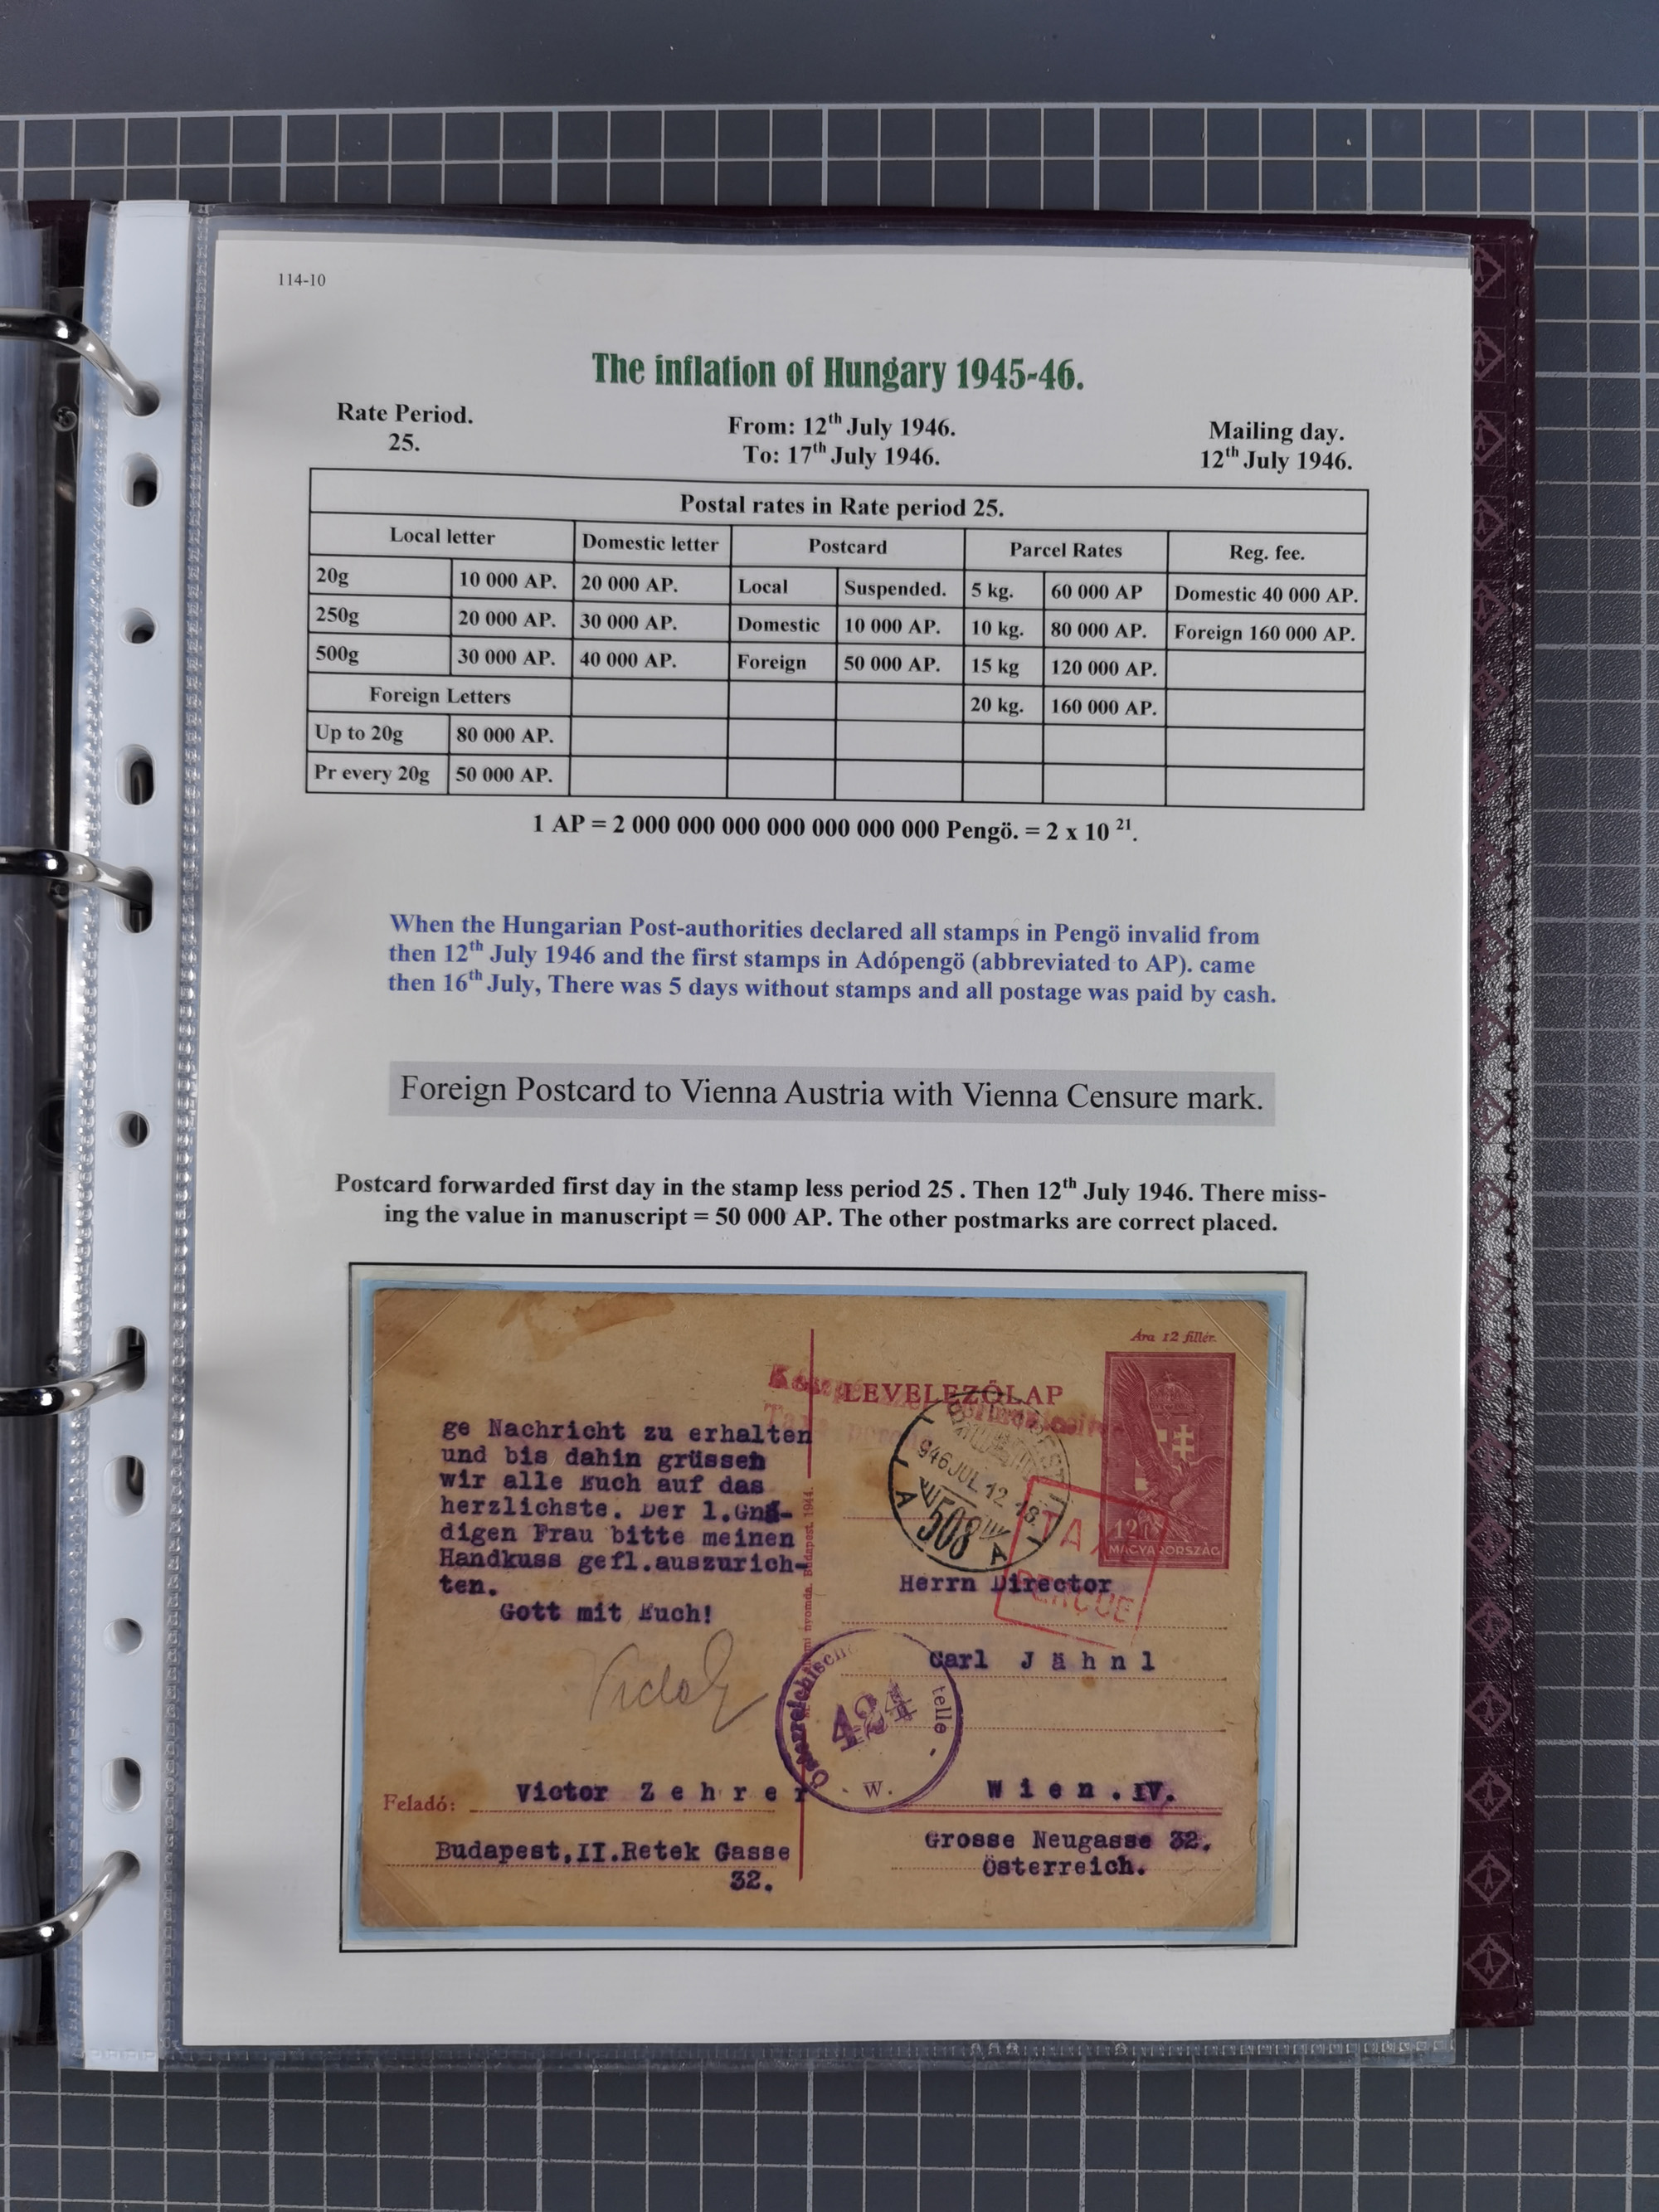 114-10
The inflation of Hungary 1945-46.
Rate Period.
25.
From: 12th July 1946.
To: 17th July 1946.
Mailing day.
12th July 1946.
Postal rates in Rate period 25.
Local letter Domestic letter Postcard Parcel Rates Reg. fee.
20g 10 000 AP. 20 000 AP. Local Suspended. 5 kg. 60 000 AP Domestic 40 000 AP.
250g 20 000 AP. 30 000 AP. Domestic 10 000 AP. 10 kg. 80 000 AP. Foreign 160 000 AP.
500g 30 000 AP. 40 000 AP. Foreign 50 000 AP. 15 kg 120 000 AP.
Foreign Letters 20 kg. 160 000 AP.
Up to 20g 80 000 AP.
Pr every 20g 50 000 AP.
1 AP = 2 000 000 000 000 000 000 000 Pengö. = 2 x 10 21.
When the Hungarian Post-authorities declared all stamps in Pengö invalid from
then 12th July 1946 and the first stamps in Adópengö (abbreviated to AP). came
then 16th July, There was 5 days without stamps and all postage was paid by cash.
Foreign Postcard to Vienna Austria with Vienna Censure mark.
Postcard forwarded first day in the stamp less period 25 . Then 12th July 1946. There miss-
ing the value in manuscript = 50 000 AP. The other postmarks are correct placed.
Ára 12 fillér.
LEVELEZŐLAP
ge Nachricht zu erhalten
und bis dahin grüssen
wir alle Euch auf das
herzlichste. Der l.Gnä-
digen Frau bitte meinen
Handkuss gefl.auszurich-
ten.
Gott mit Euch!
946 JUL. 12. 18.
508
A A
TAXE
PERÇUE
12f
MAGYARORSZÁG
nyomda. Budapest. 1944.
Herrn Director
Carl Jähnl
Österreichische
telle
424
W.
Wien.IV.
Grosse Neugasse 32.
Österreich.
Feladó: Victor Zehrer
Budapest,II.Retek Gasse
32.